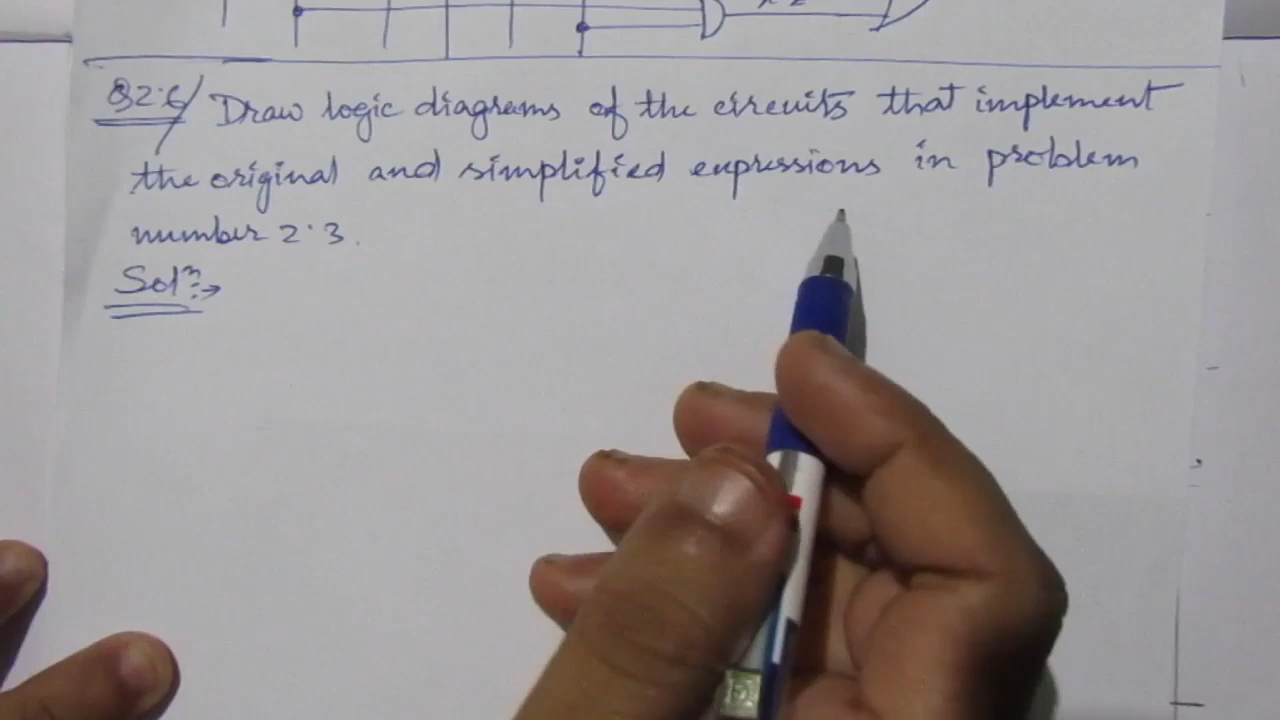 Q2.6/ Draw logic diagrams of the circuits that implement
the original and simplified expressions in problem
number 2.3.
Solⁿ:→